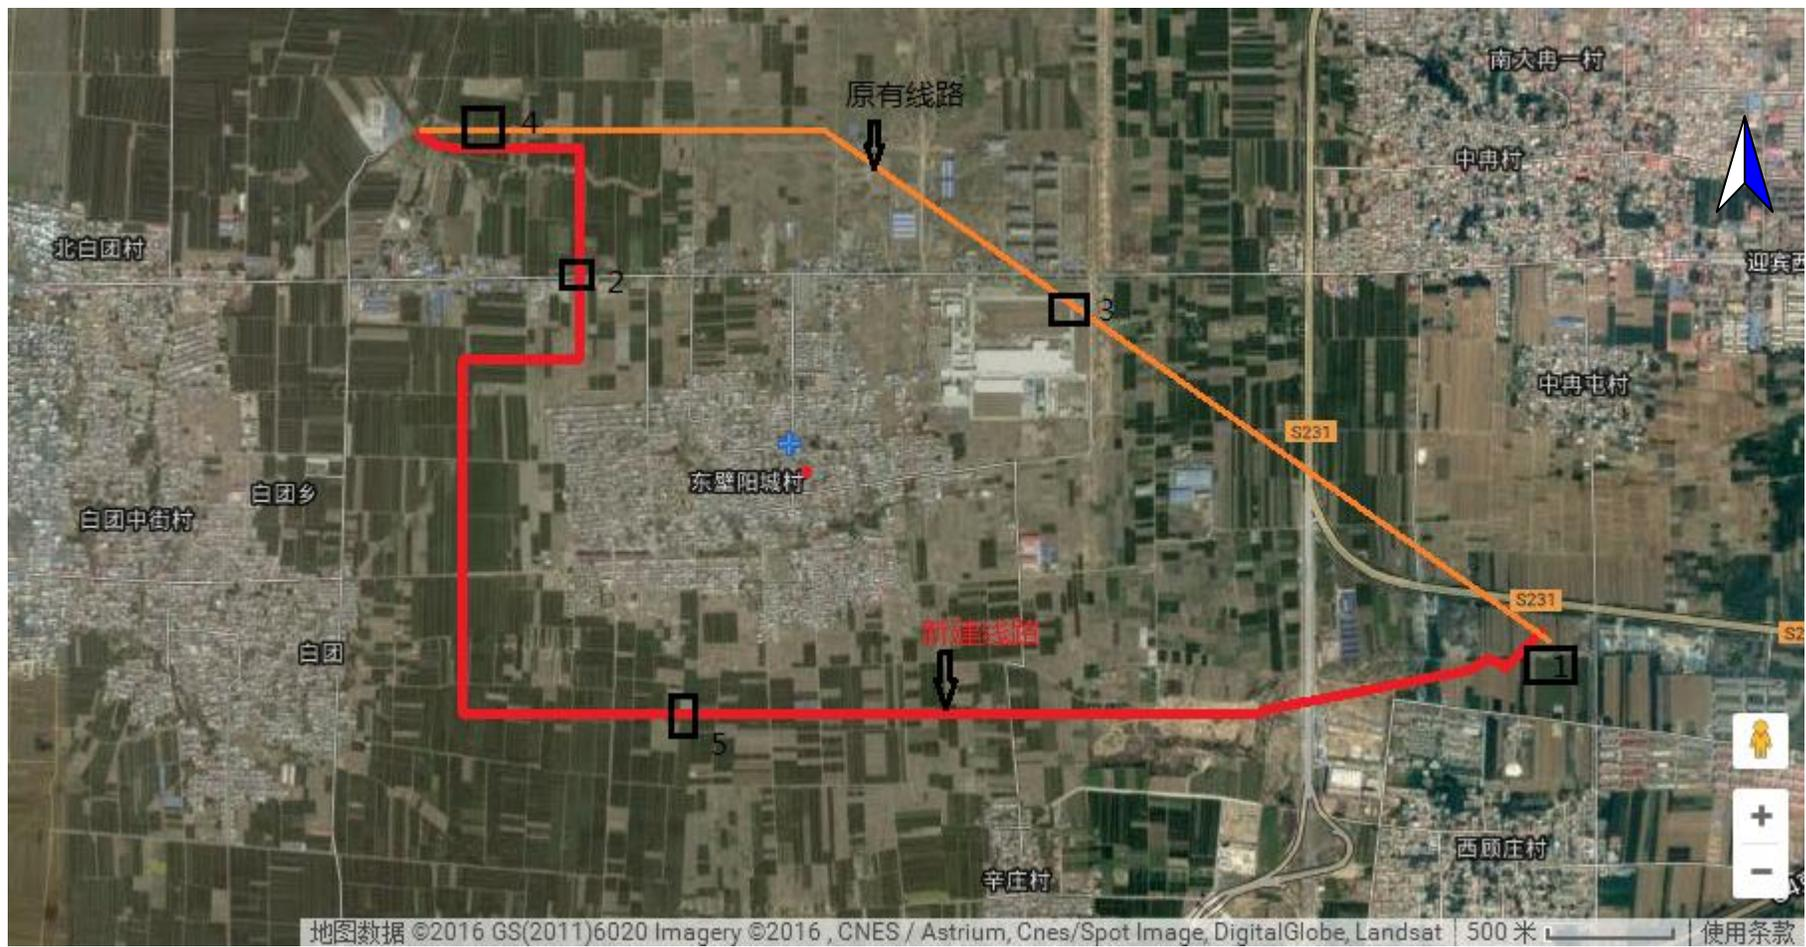 南大冉一村
原有线路
4
中冉村
北白团村
迎宾西
2
3
中冉屯村
S231
东壁阳城村
白团乡
白团中街村
S231
新建线路
S2
白团
1
5
西顾庄村
辛庄村
地图数据 ©2016 GS(2011)6020 Imagery ©2016 , CNES / Astrium, Cnes/Spot Image, DigitalGlobe, Landsat
500 米
使用条款